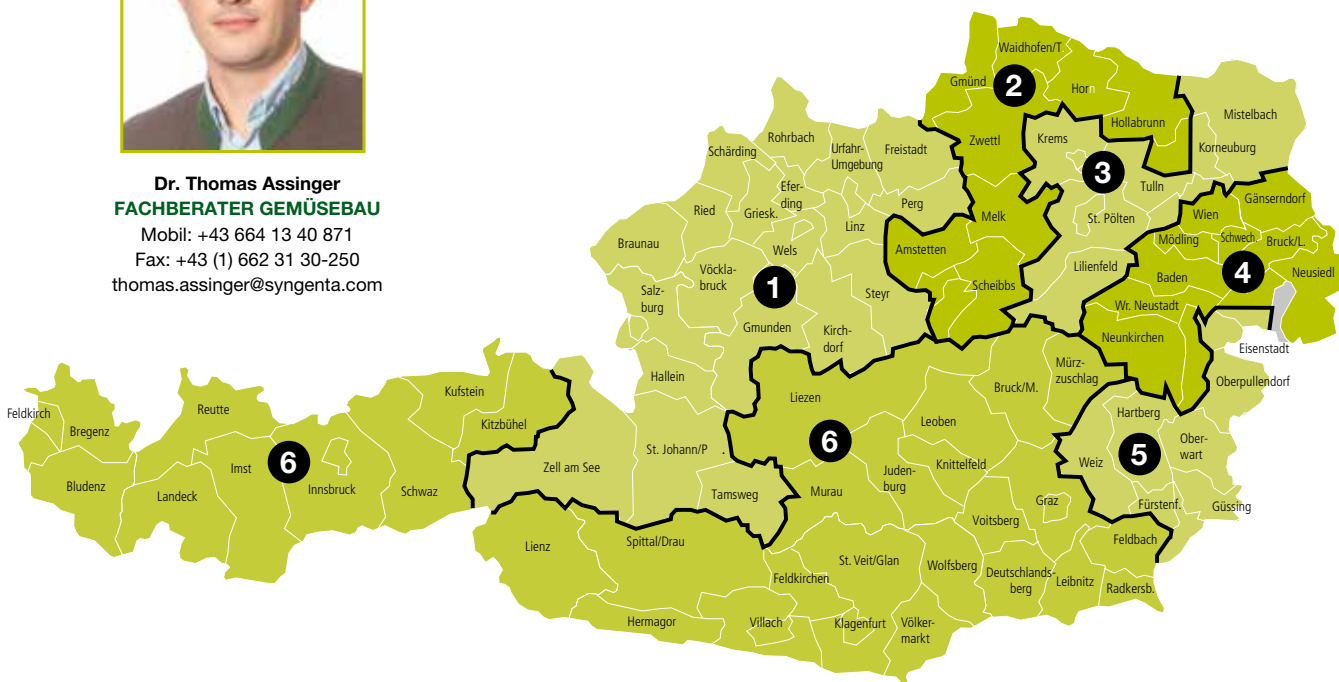 Dr. Thomas Assinger
FACHBERATER GEMÜSEBAU
Mobil: +43 664 13 40 871
Fax: +43 (1) 662 31 30-250
thomas.assinger@syngenta.com
Waidhofen/T
Gmünd
2
Horn
Hollabrunn
Zwettl
Mistelbach
Korneuburg
Krems
3
Tulln
St. Pölten
Lilienfeld
Melk
Amstetten
Scheibbs
Rohrbach
Schärding
Urfahr-
Umgebung
Freistadt
Efer-
ding
Griesk.
Ried
Perg
Linz
Braunau
Wels
Vöckla-
bruck
1
Salz-
burg
Steyr
Gmunden
Kirch-
dorf
Hallein
Gänserndorf
Wien
Mödling
Schwech.
Bruck/L.
4
Neusiedl
Baden
Wr. Neustadt
Neunkirchen
Eisenstadt
Oberpullendorf
Mürz-
zuschlag
Bruck/M.
Liezen
Leoben
Hartberg
Ober-
wart
5
Weiz
Fürstenf.
Güssing
6
Knittelfeld
Juden-
burg
Murau
Graz
Voitsberg
Feldbach
Kufstein
Kitzbühel
Reutte
Feldkirch
Bregenz
Imst
6
Innsbruck
Bludenz
Landeck
Schwaz
Zell am See
St. Johann/P .
Tamsweg
Lienz
Spittal/Drau
St. Veit/Glan
Wolfsberg
Deutschlands-
berg
Leibnitz
Radkersb.
Feldkirchen
Hermagor
Villach
Klagenfurt
Völker-
markt